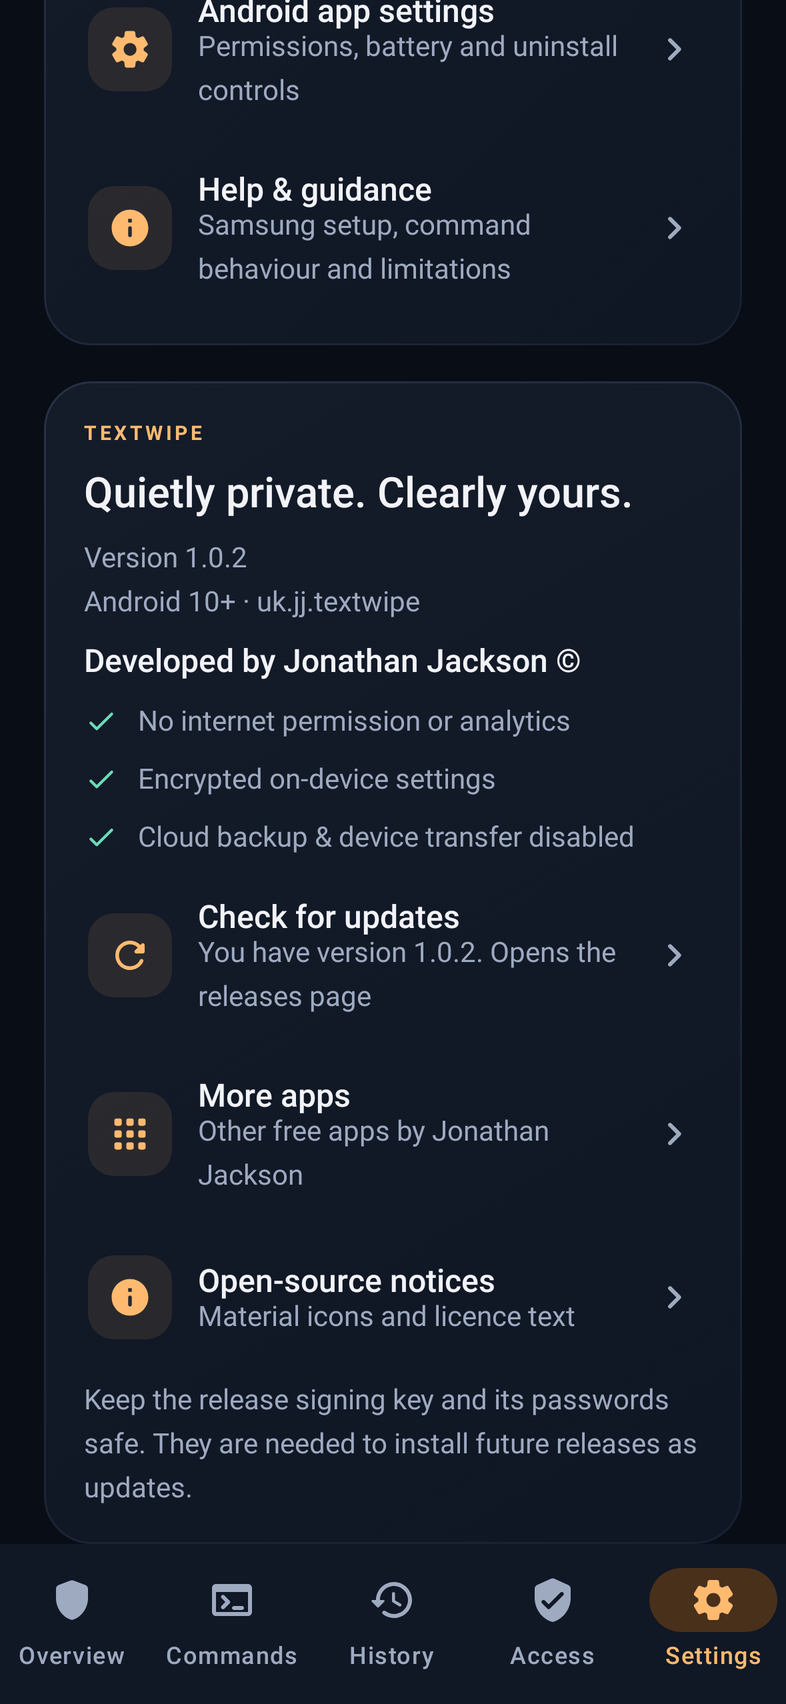 Android app settings
Permissions, battery and uninstall
controls
Help & guidance
Samsung setup, command
behaviour and limitations
TEXTWIPE
Quietly private. Clearly yours.
Version 1.0.2
Android 10+ · uk.jj.textwipe
Developed by Jonathan Jackson ©
No internet permission or analytics
Encrypted on-device settings
Cloud backup & device transfer disabled
Check for updates
You have version 1.0.2. Opens the
releases page
More apps
Other free apps by Jonathan
Jackson
Open-source notices
Material icons and licence text
Keep the release signing key and its passwords
safe. They are needed to install future releases as
updates.
Overview Commands History Access Settings